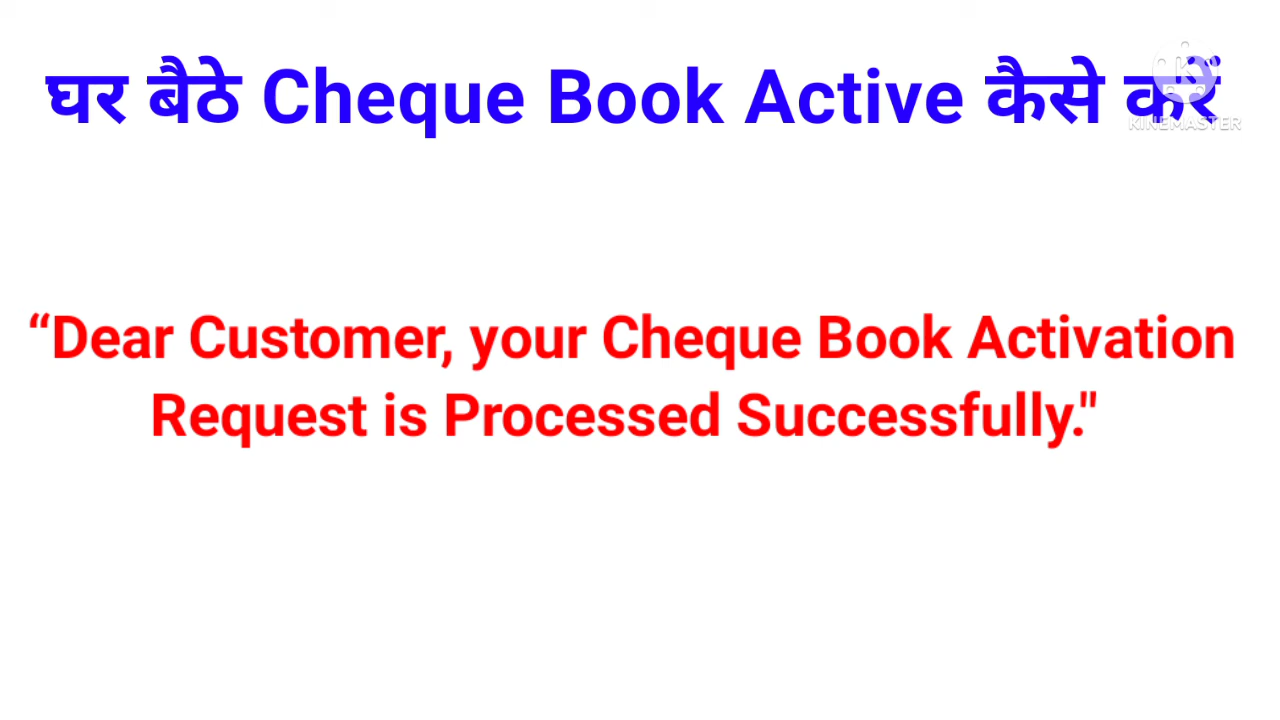 घर बैठे Cheque Book Active कैसे करें
KINEMASTER
“Dear Customer, your Cheque Book Activation
Request is Processed Successfully."